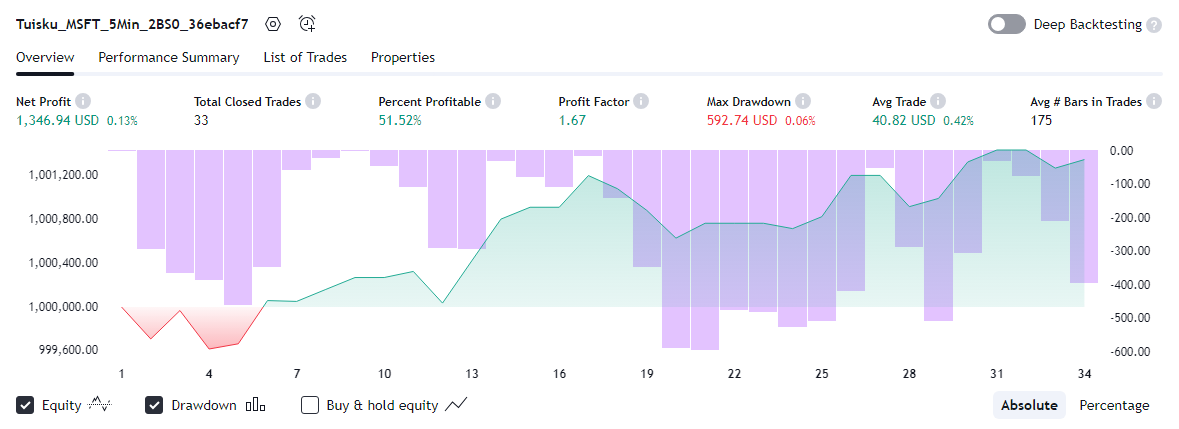 Tuisku_MSFT_5Min_2BS0_36ebacf7 Deep Backtesting ?
Overview Performance Summary List of Trades Properties
Net Profit Total Closed Trades Percent Profitable Profit Factor Max Drawdown Avg Trade Avg # Bars in Trades
1,346.94 USD 0.13% 33 51.52% 1.67 592.74 USD 0.06% 40.82 USD 0.42% 175
0.00
1,001,200.00 -100.00
1,000,800.00 -200.00
-300.00
1,000,400.00
-400.00
1,000,000.00
-500.00
999,600.00 -600.00
1 4 7 10 13 16 19 22 25 28 31 34
Equity Drawdown Buy & hold equity Absolute Percentage